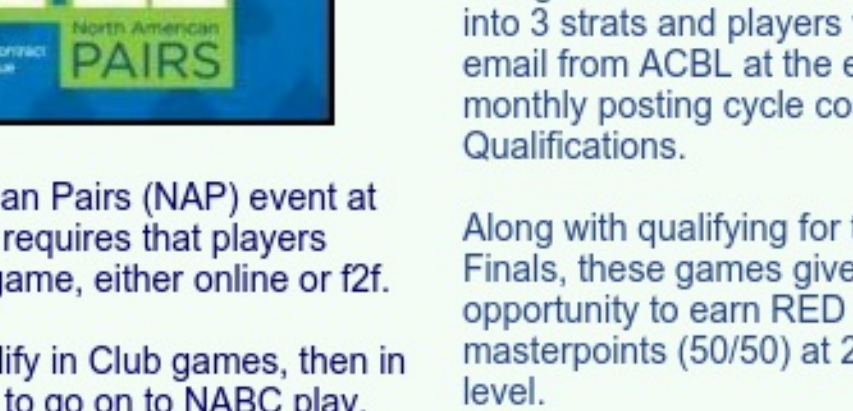 North American
PAIRS
an Pairs (NAP) event at
requires that players
game, either online or f2f.
lify in Club games, then in
to go on to NABC play.
into 3 strats and players
email from ACBL at the e
monthly posting cycle co
Qualifications.
Along with qualifying for
Finals, these games give
opportunity to earn RED
masterpoints (50/50) at 2
level.